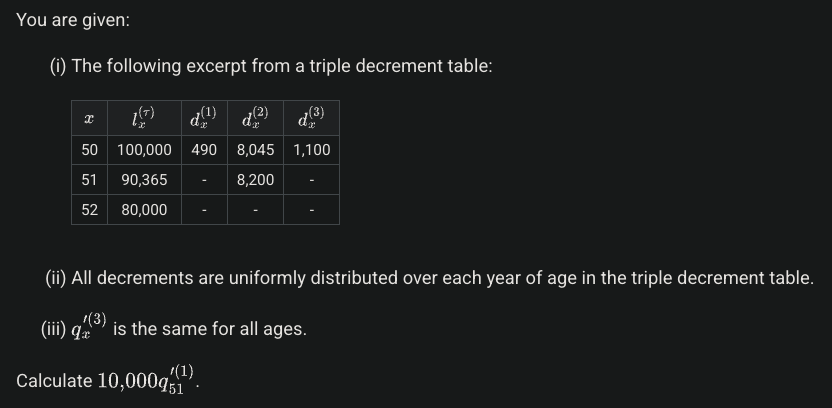 You are given:
(i) The following excerpt from a triple decrement table:
x l_x^(τ) d_x^(1) d_x^(2) d_x^(3)
50 100,000 490 8,045 1,100
51 90,365 - 8,200 -
52 80,000 - - -
(ii) All decrements are uniformly distributed over each year of age in the triple decrement table.
(iii) q_x^′(3) is the same for all ages.
Calculate 10,000q_51^′(1).